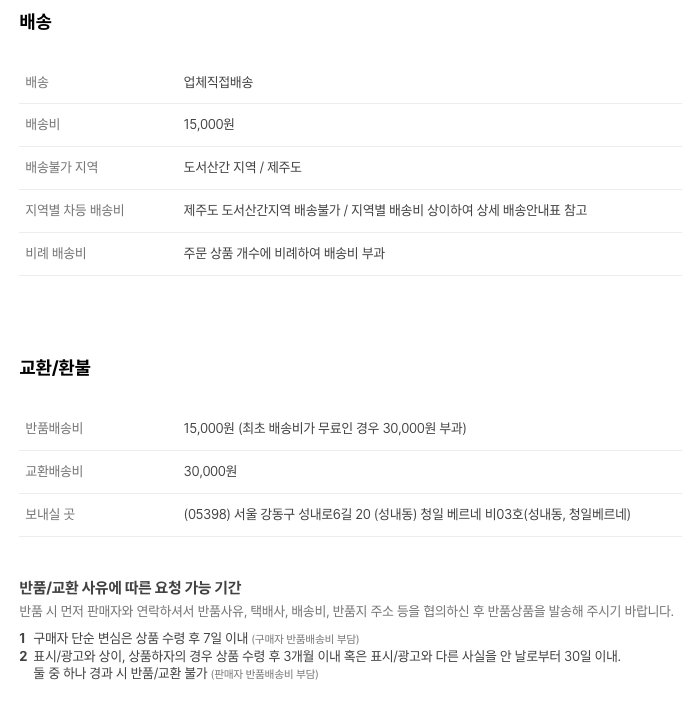 배송
배송 업체직접배송
배송비 15,000원
배송불가 지역 도서산간 지역 / 제주도
지역별 차등 배송비 제주도 도서산간지역 배송불가 / 지역별 배송비 상이하여 상세 배송안내표 참고
비례 배송비 주문 상품 개수에 비례하여 배송비 부과
교환/환불
반품배송비 15,000원 (최초 배송비가 무료인 경우 30,000원 부과)
교환배송비 30,000원
보내실 곳 (05398) 서울 강동구 성내로6길 20 (성내동) 청일 베르네 비03호(성내동, 청일베르네)
반품/교환 사유에 따른 요청 가능 기간
반품 시 먼저 판매자와 연락하셔서 반품사유, 택배사, 배송비, 반품지 주소 등을 협의하신 후 반품상품을 발송해 주시기 바랍니다.
1 구매자 단순 변심은 상품 수령 후 7일 이내 (구매자 반품배송비 부담)
2 표시/광고와 상이, 상품하자의 경우 상품 수령 후 3개월 이내 혹은 표시/광고와 다른 사실을 안 날로부터 30일 이내.
둘 중 하나 경과 시 반품/교환 불가 (판매자 반품배송비 부담)